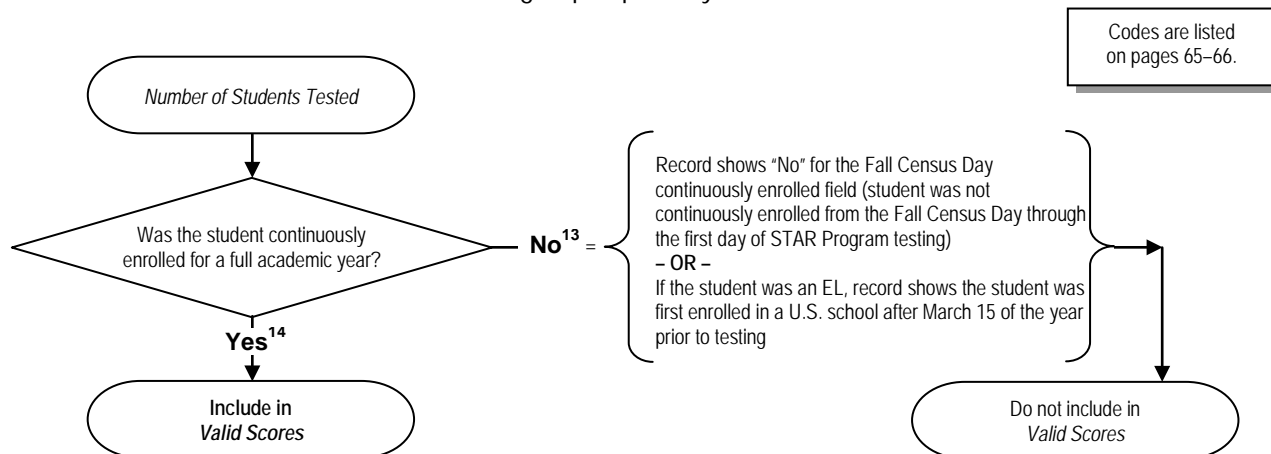 Codes are listed
on pages 65–66.
Number of Students Tested
Was the student continuously
enrolled for a full academic year?
No13 =
Record shows “No” for the Fall Census Day
continuously enrolled field (student was not
continuously enrolled from the Fall Census Day through
the first day of STAR Program testing)
– OR –
If the student was an EL, record shows the student was
first enrolled in a U.S. school after March 15 of the year
prior to testing
Yes14
Include in
Valid Scores
Do not include in
Valid Scores